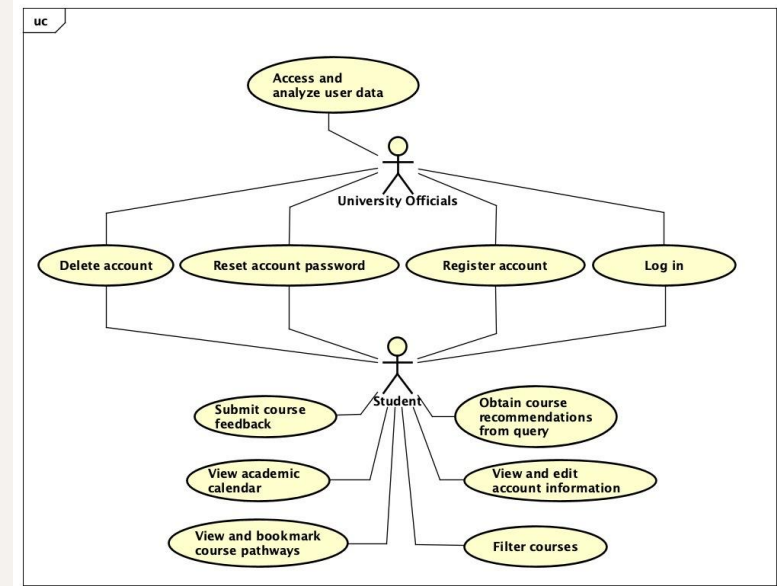 uc
Access and
analyze user data
University Officials
Delete account
Reset account password
Register account
Log in
Student
Submit course
feedback
Obtain course
recommendations
from query
View academic
calendar
View and edit
account information
View and bookmark
course pathways
Filter courses